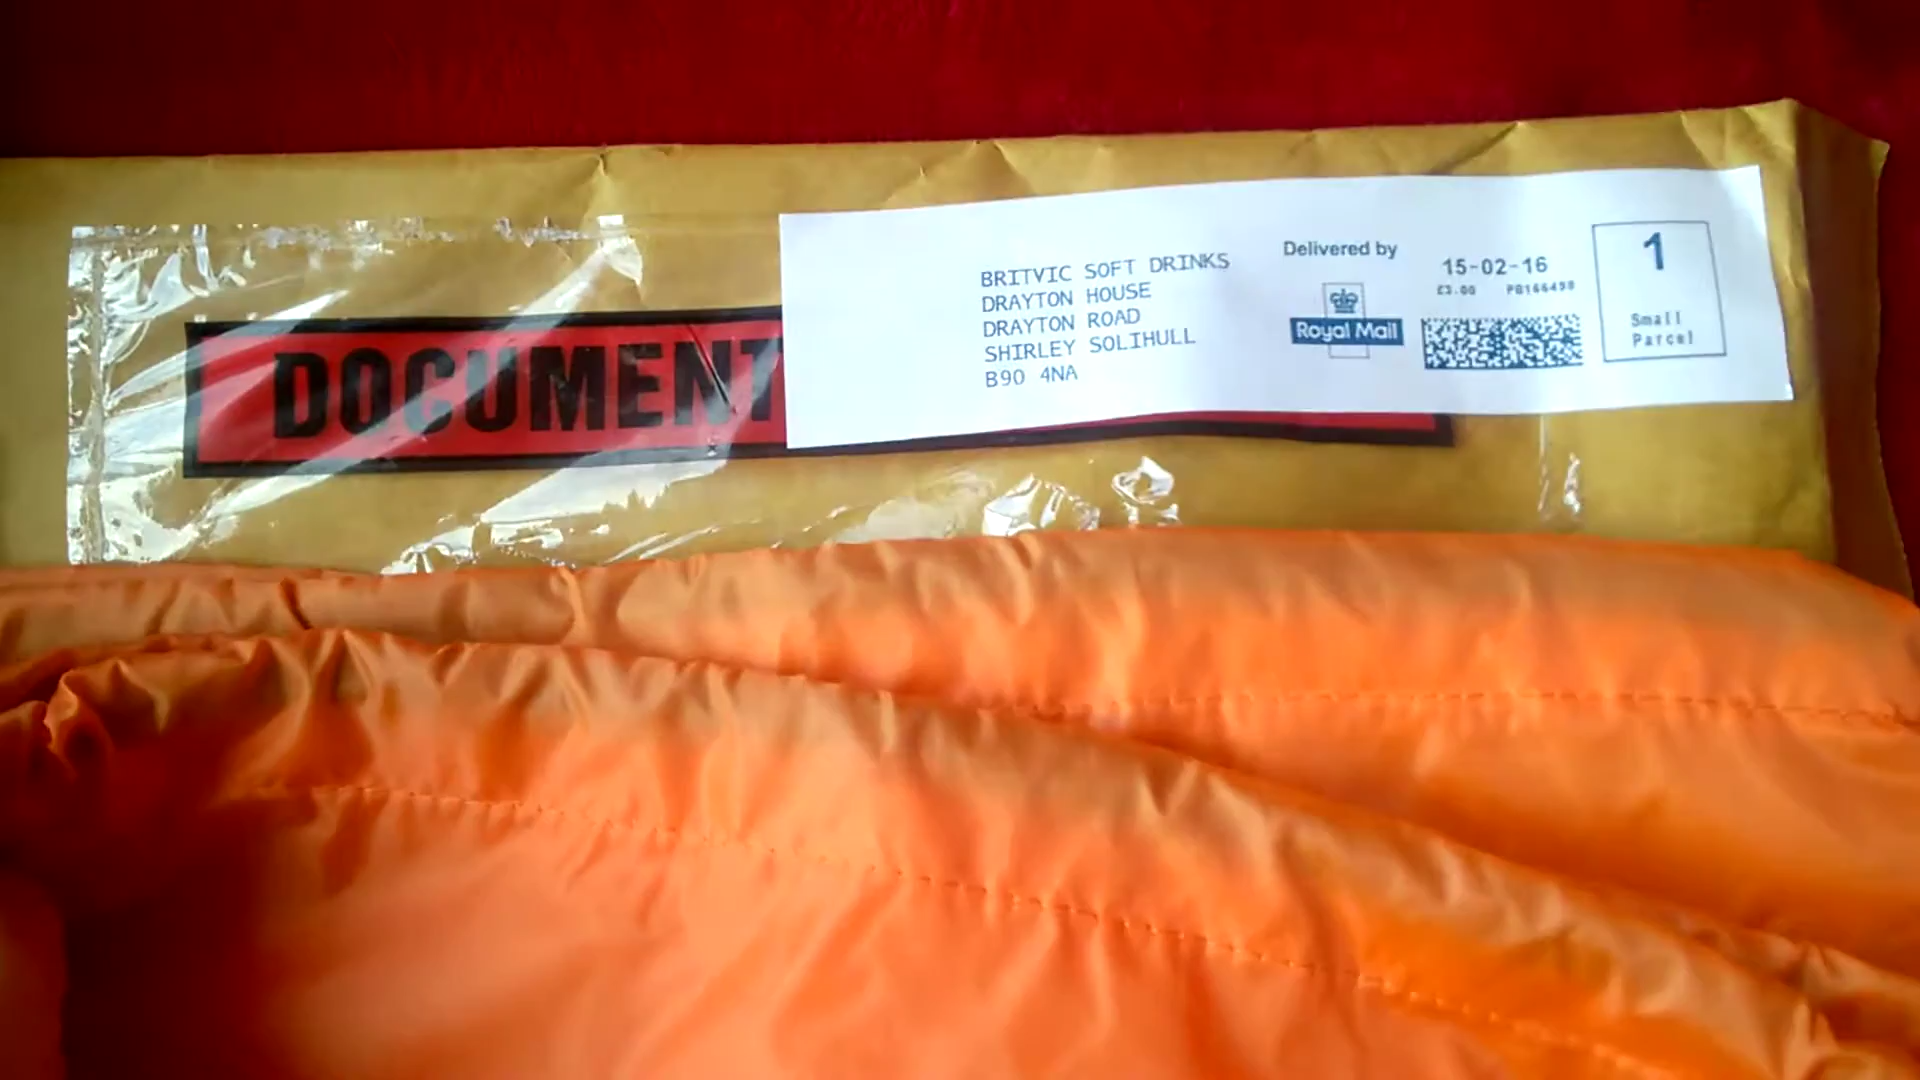 DOCUMENT
BRITVIC SOFT DRINKS
DRAYTON HOUSE
DRAYTON ROAD
SHIRLEY SOLIHULL
B90 4NA
Delivered by
Royal Mail
15-02-16
£3.00 PB166498
1
Small
Parcel